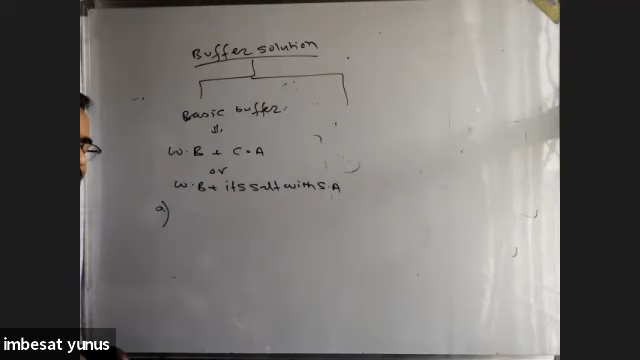 Buffer solution
Basic buffer.
W.B + C.A
or
W.B + its salt with S.A
a)
imbesat yunus